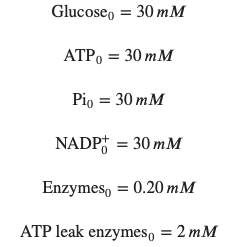 Glucose₀ = 30 mM
ATP₀ = 30 mM
Pi₀ = 30 mM
NADP₀⁺ = 30 mM
Enzymes₀ = 0.20 mM
ATP leak enzymes₀ = 2 mM